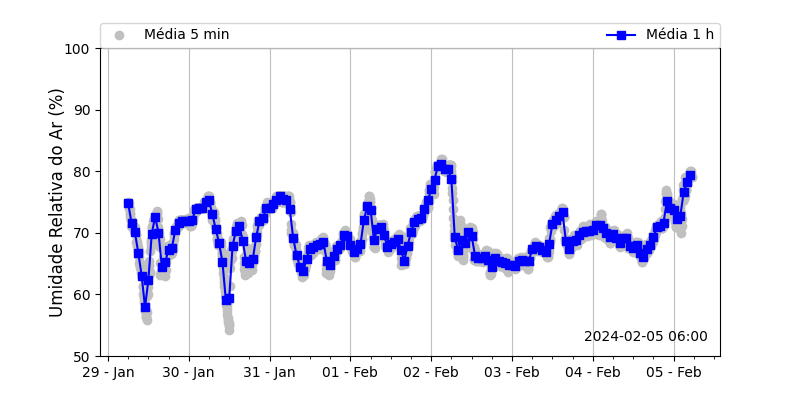 Média 5 min
Média 1 h
Umidade Relativa do Ar (%)
100
90
80
70
60
50
2024-02-05 06:00
29 - Jan
30 - Jan
31 - Jan
01 - Feb
02 - Feb
03 - Feb
04 - Feb
05 - Feb